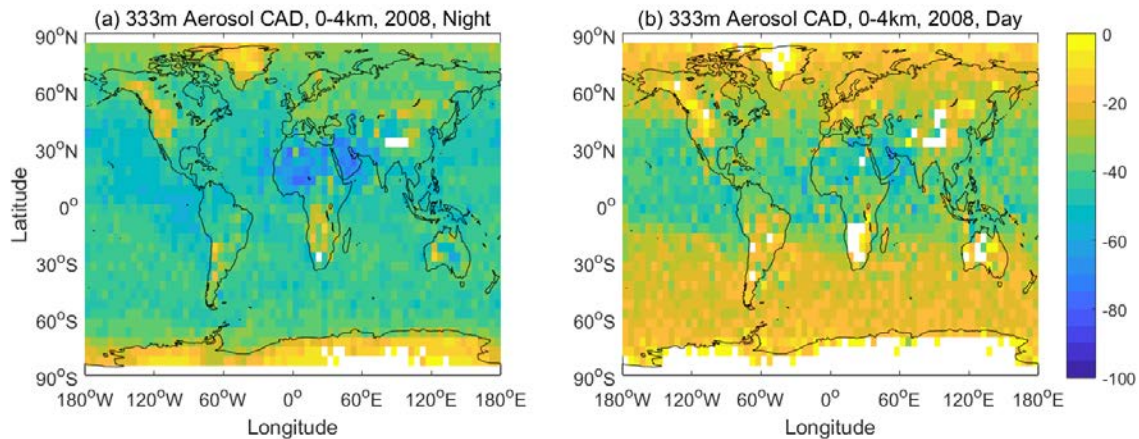 (a) 333m Aerosol CAD, 0-4km, 2008, Night
(b) 333m Aerosol CAD, 0-4km, 2008, Day
90°N
60°N
30°N
0°
30°S
60°S
90°S
Latitude
180°W
120°W
60°W
0°
60°E
120°E
180°E
Longitude
90°N
60°N
30°N
0°
30°S
60°S
90°S
180°W
120°W
60°W
0°
60°E
120°E
180°E
Longitude
0
-20
-40
-60
-80
-100